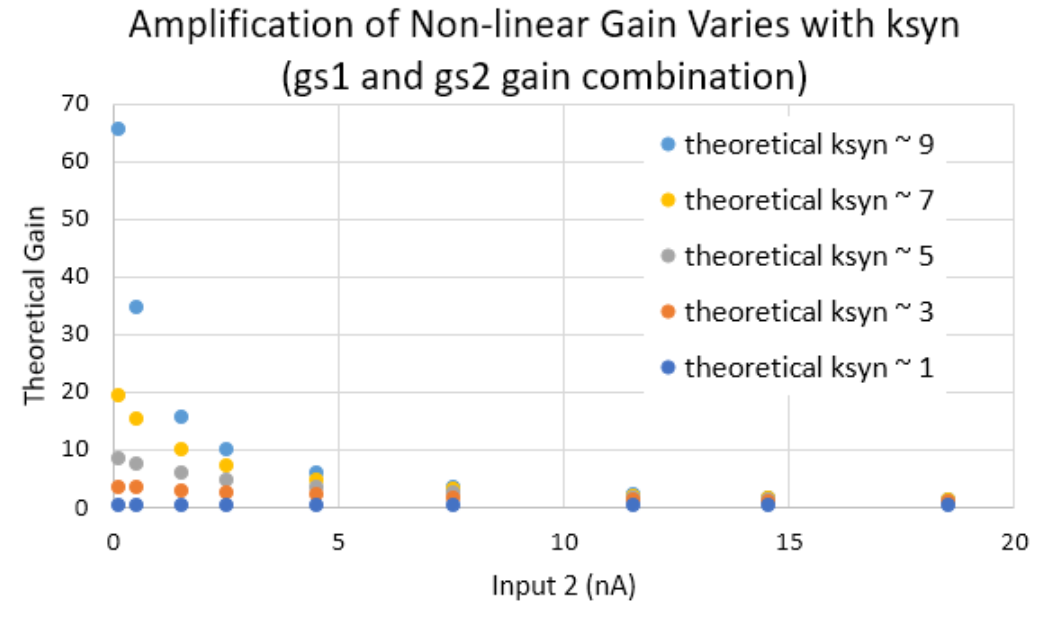 Amplification of Non-linear Gain Varies with ksyn
(gs1 and gs2 gain combination)
70
60
50
40
30
20
10
0
Theoretical Gain
theoretical ksyn ~ 9
theoretical ksyn ~ 7
theoretical ksyn ~ 5
theoretical ksyn ~ 3
theoretical ksyn ~ 1
0 5 10 15 20
Input 2 (nA)